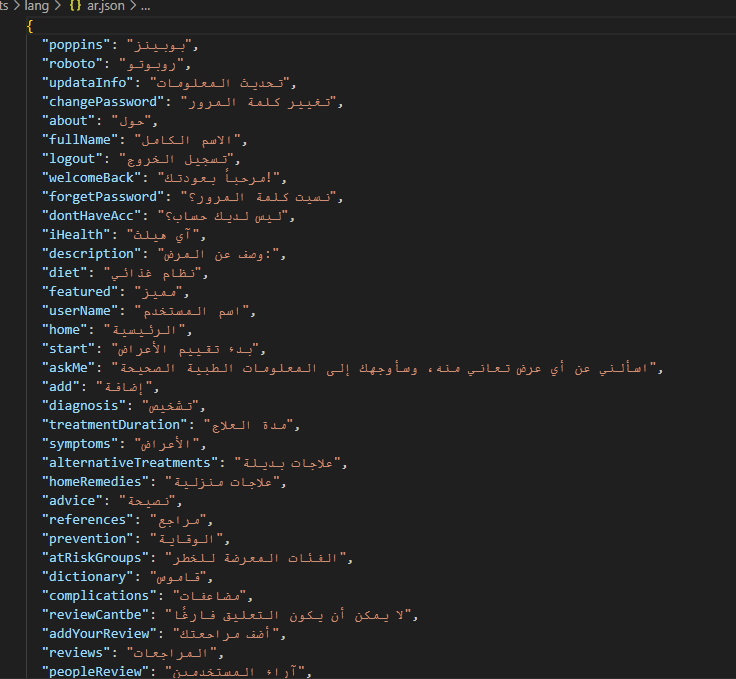 ts > lang > {} ar.json > ...
{
"poppins": "بوبينز",
"roboto": "روبوتو",
"updataInfo": "تحديث المعلومات",
"changePassword": "تغيير كلمة المرور",
"about": "حول",
"fullName": "الاسم الكامل",
"logout": "تسجيل الخروج",
"welcomeBack": "مرحباً بعودتك!",
"forgetPassword": "نسيت كلمة المرور؟",
"dontHaveAcc": "ليس لديك حساب؟",
"iHealth": "آي هيلث",
"description": "وصف عن المرض:",
"diet": "نظام غذائي",
"featured": "مميز",
"userName": "اسم المستخدم",
"home": "الرئيسية",
"start": "بدء تقييم الأعراض",
"askMe": "اسألني عن أي عرض تعاني منه، وسأوجهك إلى المعلومات الطبية الصحيحة",
"add": "إضافة",
"diagnosis": "تشخيص",
"treatmentDuration": "مدة العلاج",
"symptoms": "الأعراض",
"alternativeTreatments": "علاجات بديلة",
"homeRemedies": "علاجات منزلية",
"advice": "نصيحة",
"references": "مراجع",
"prevention": "الوقاية",
"atRiskGroups": "الفئات المعرضة للخطر",
"dictionary": "قاموس",
"complications": "مضاعفات",
"reviewCantbe": "لا يمكن أن يكون التعليق فارغًا",
"addYourReview": "أضف مراجعتك",
"reviews": "المراجعات",
"peopleReview": "آراء المستخدمين",